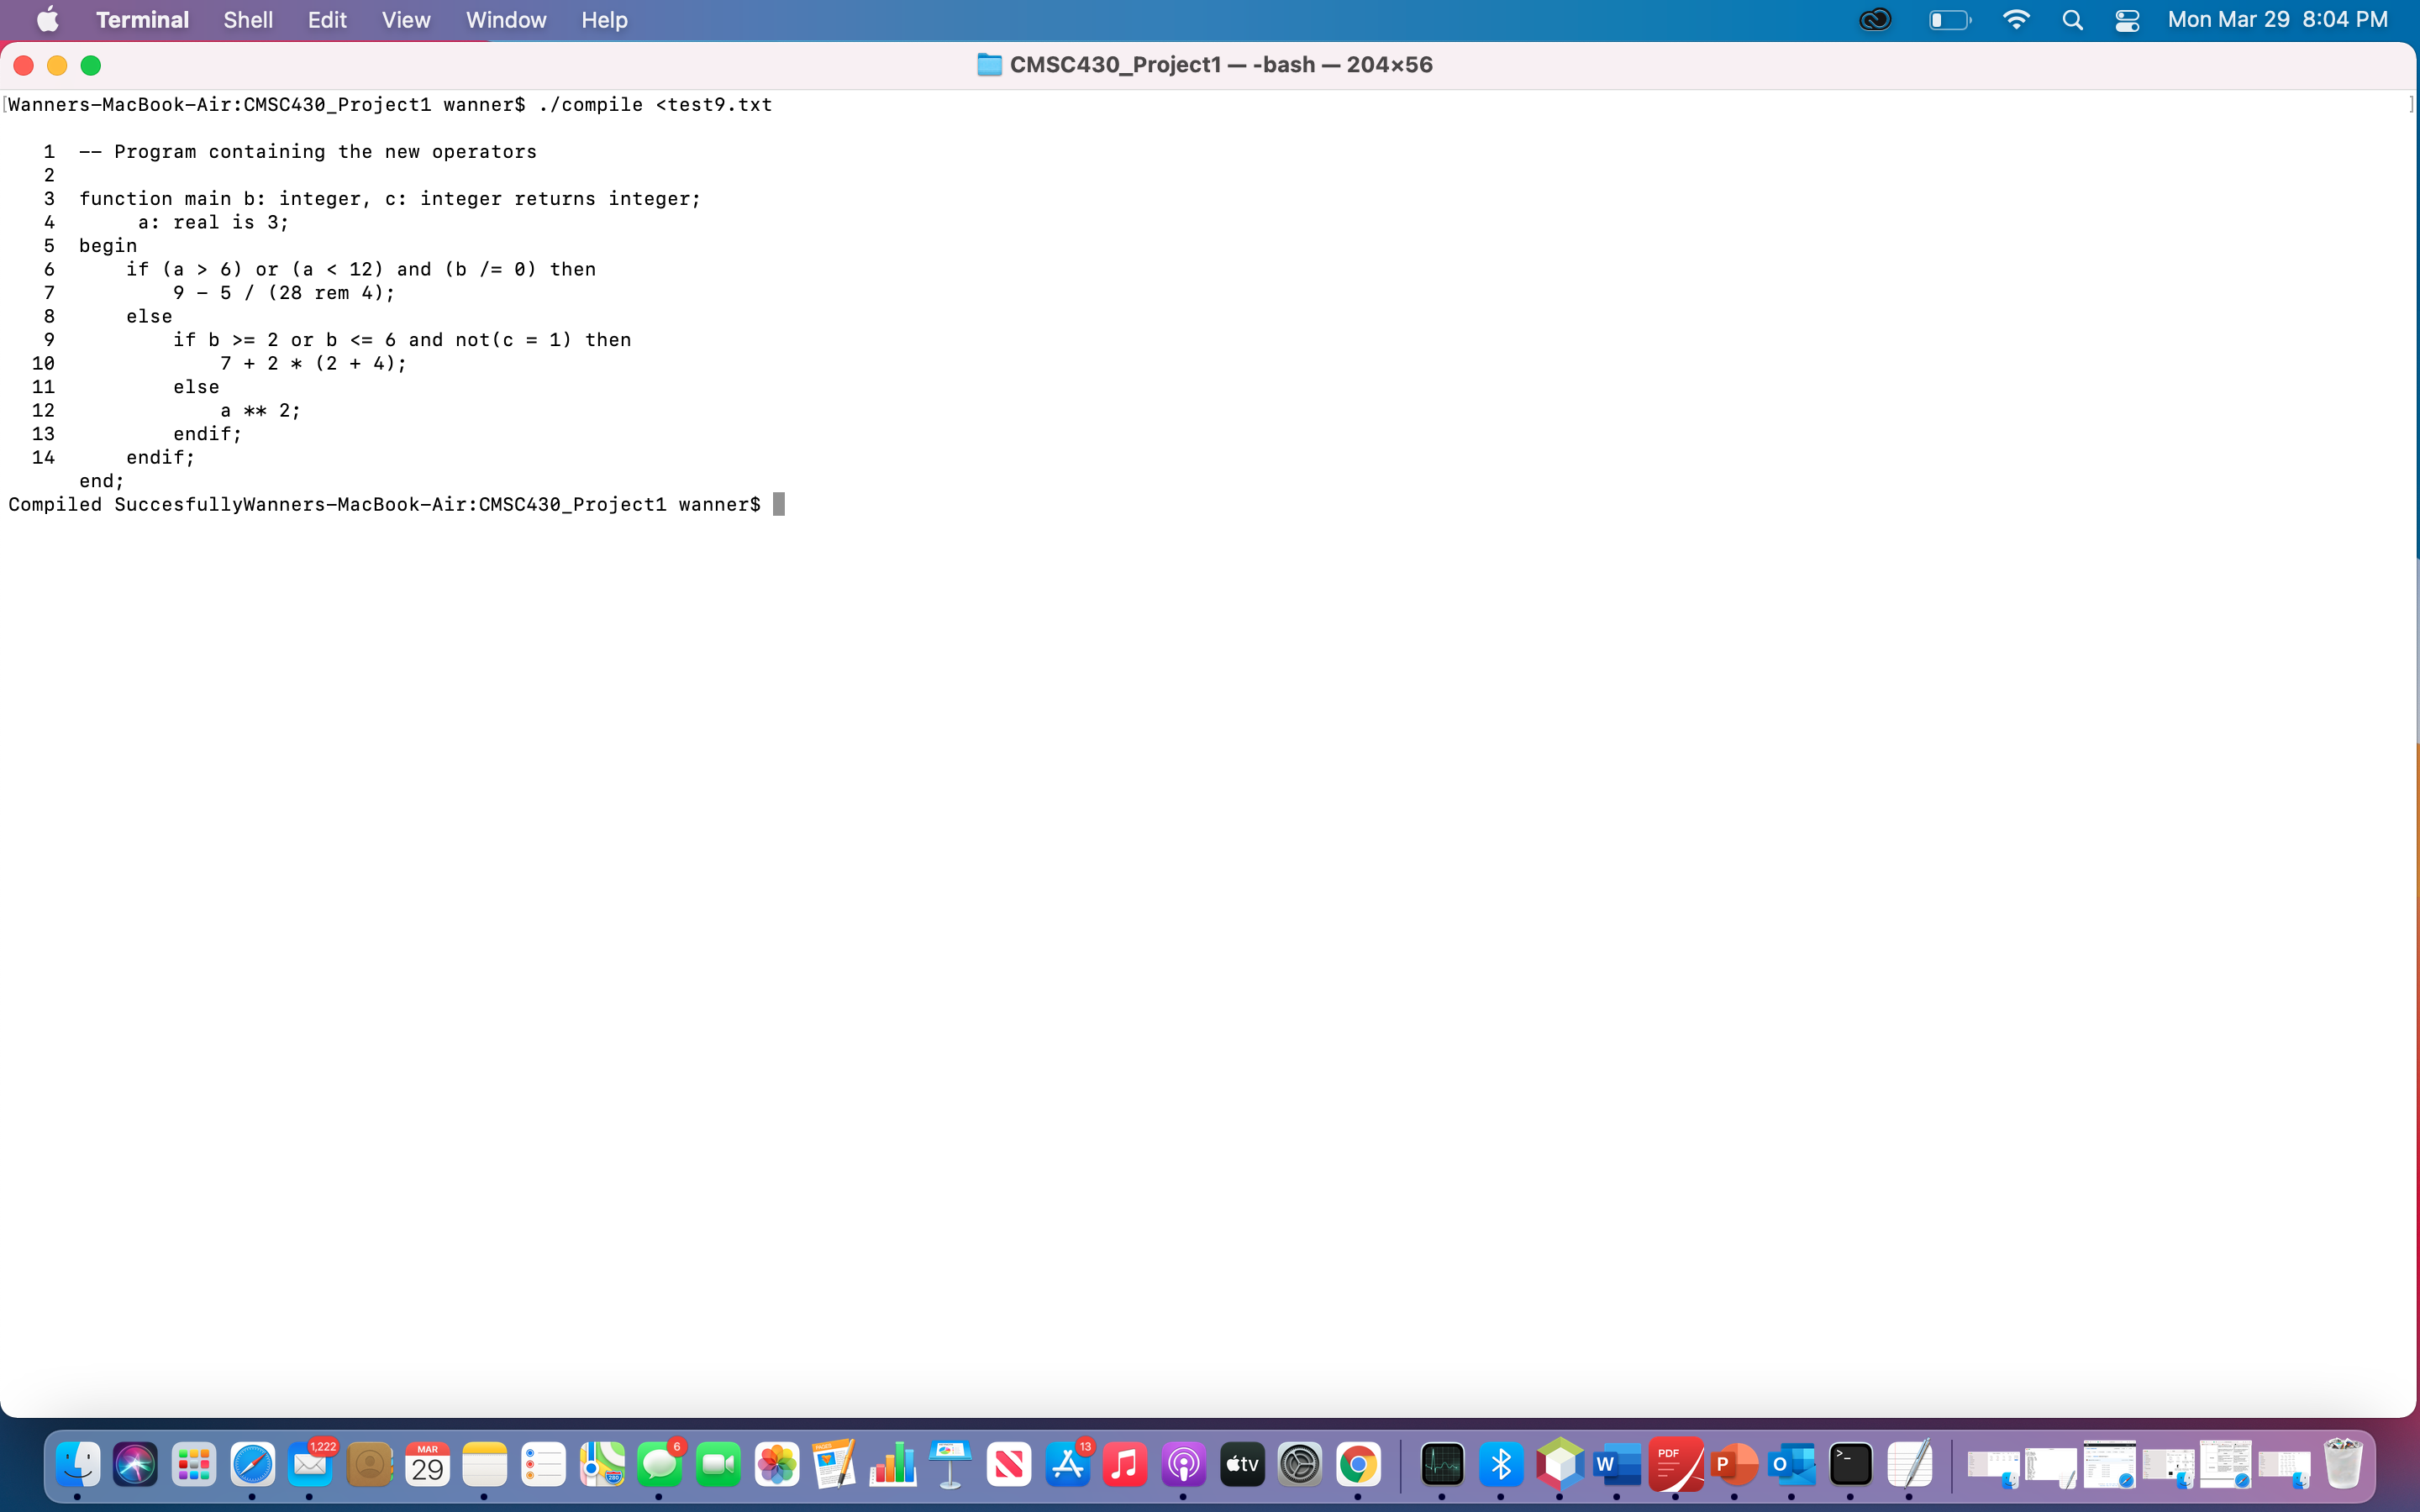 Terminal Shell Edit View Window Help Mon Mar 29 8:04 PM
CMSC430_Project1 — -bash — 204×56
[Wanners-MacBook-Air:CMSC430_Project1 wanner$ ./compile <test9.txt ]
1 -- Program containing the new operators
2
3 function main b: integer, c: integer returns integer;
4 a: real is 3;
5 begin
6 if (a > 6) or (a < 12) and (b /= 0) then
7 9 - 5 / (28 rem 4);
8 else
9 if b >= 2 or b <= 6 and not(c = 1) then
10 7 + 2 * (2 + 4);
11 else
12 a ** 2;
13 endif;
14 endif;
end;
Compiled SuccesfullyWanners-MacBook-Air:CMSC430_Project1 wanner$
1,222 MAR 29 PAGES 280 6 13 tv W PDF P O >_